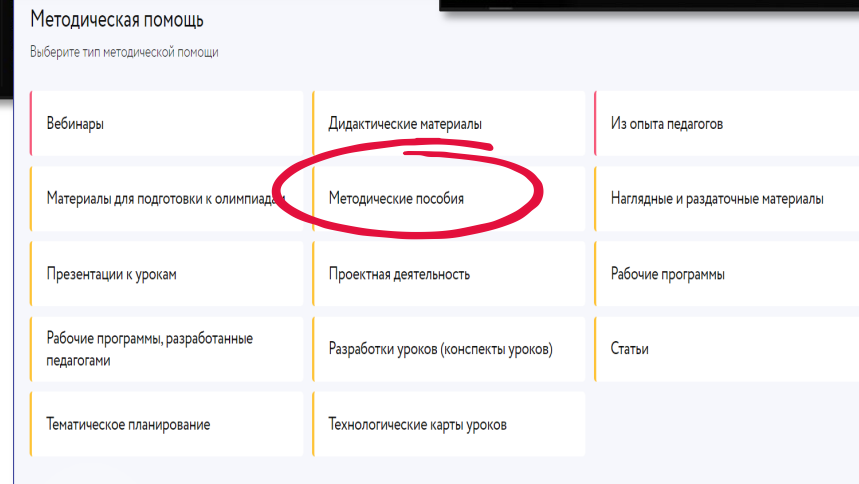 Методическая помощь
Выберите тип методической помощи
Вебинары
Дидактические материалы
Из опыта педагогов
Материалы для подготовки к олимпиадам
Методические пособия
Наглядные и раздаточные материалы
Презентации к урокам
Проектная деятельность
Рабочие программы
Рабочие программы, разработанные
педагогами
Разработки уроков (конспекты уроков)
Статьи
Тематическое планирование
Технологические карты уроков